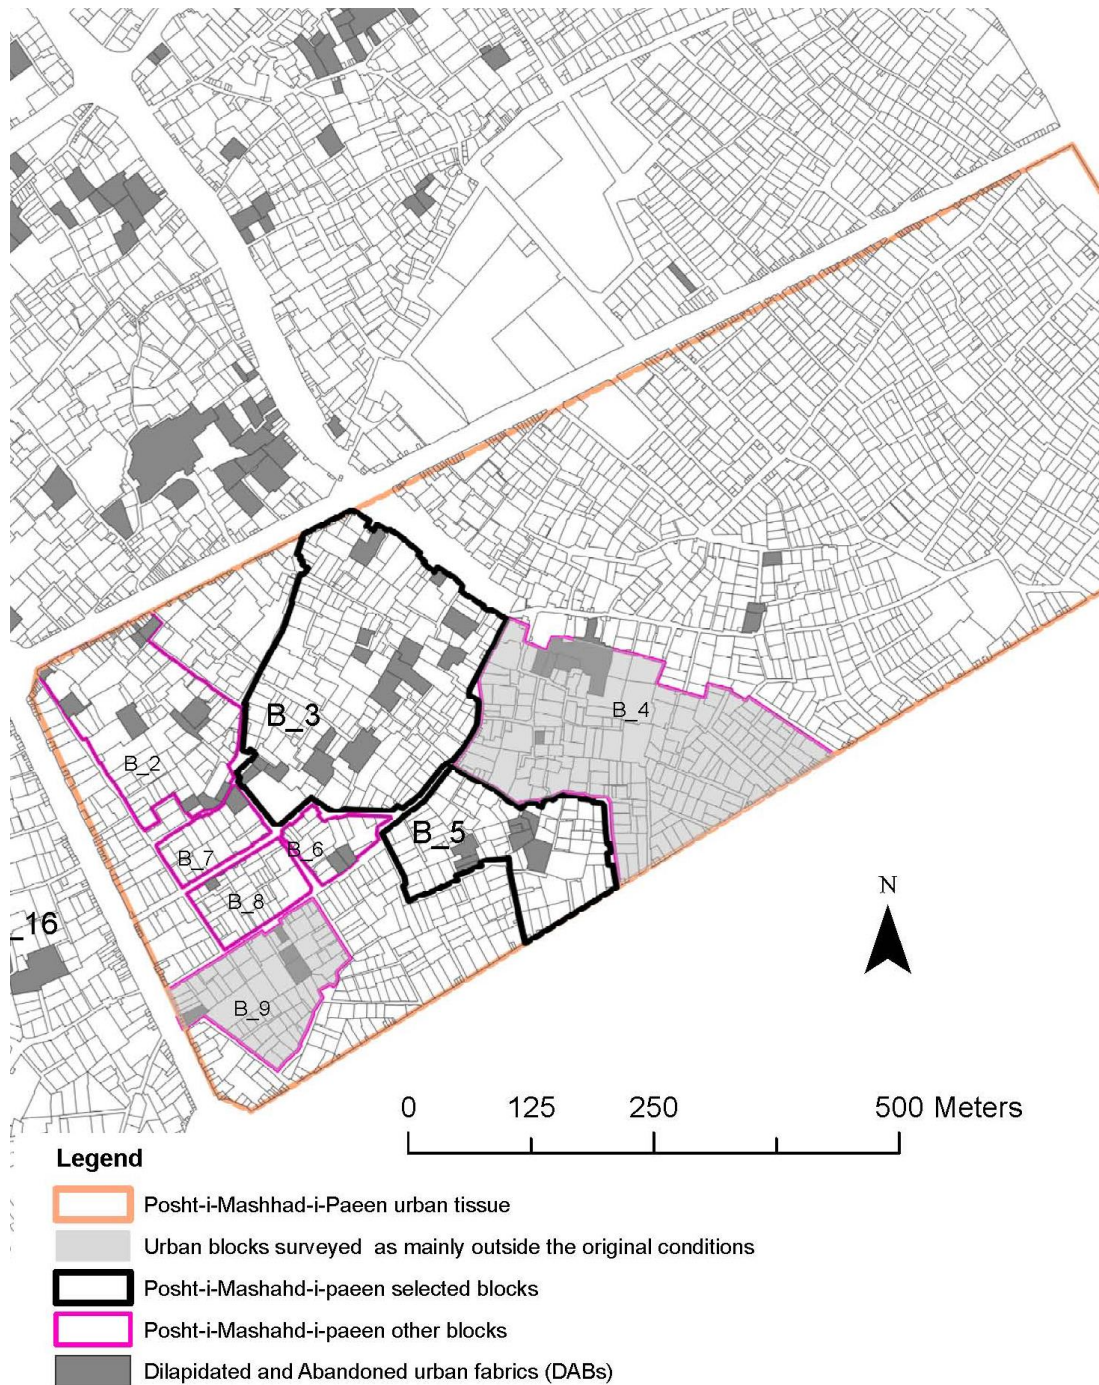 B_3
B_4
B_2
B_5
B_7
B_6
B_8
N
_16
B_9
0 125 250 500 Meters
Legend
Posht-i-Mashhad-i-Paeen urban tissue
Urban blocks surveyed as mainly outside the original conditions
Posht-i-Mashahd-i-paeen selected blocks
Posht-i-Mashahd-i-paeen other blocks
Dilapidated and Abandoned urban fabrics (DABs)